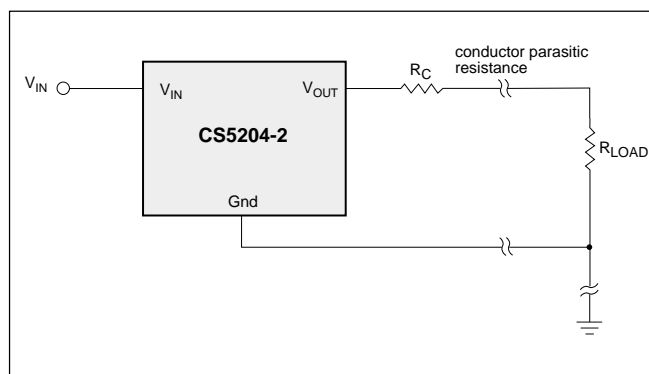 conductor parasitic
resistance
R_C
V_IN
V_IN
V_OUT
CS5204-2
R_LOAD
Gnd